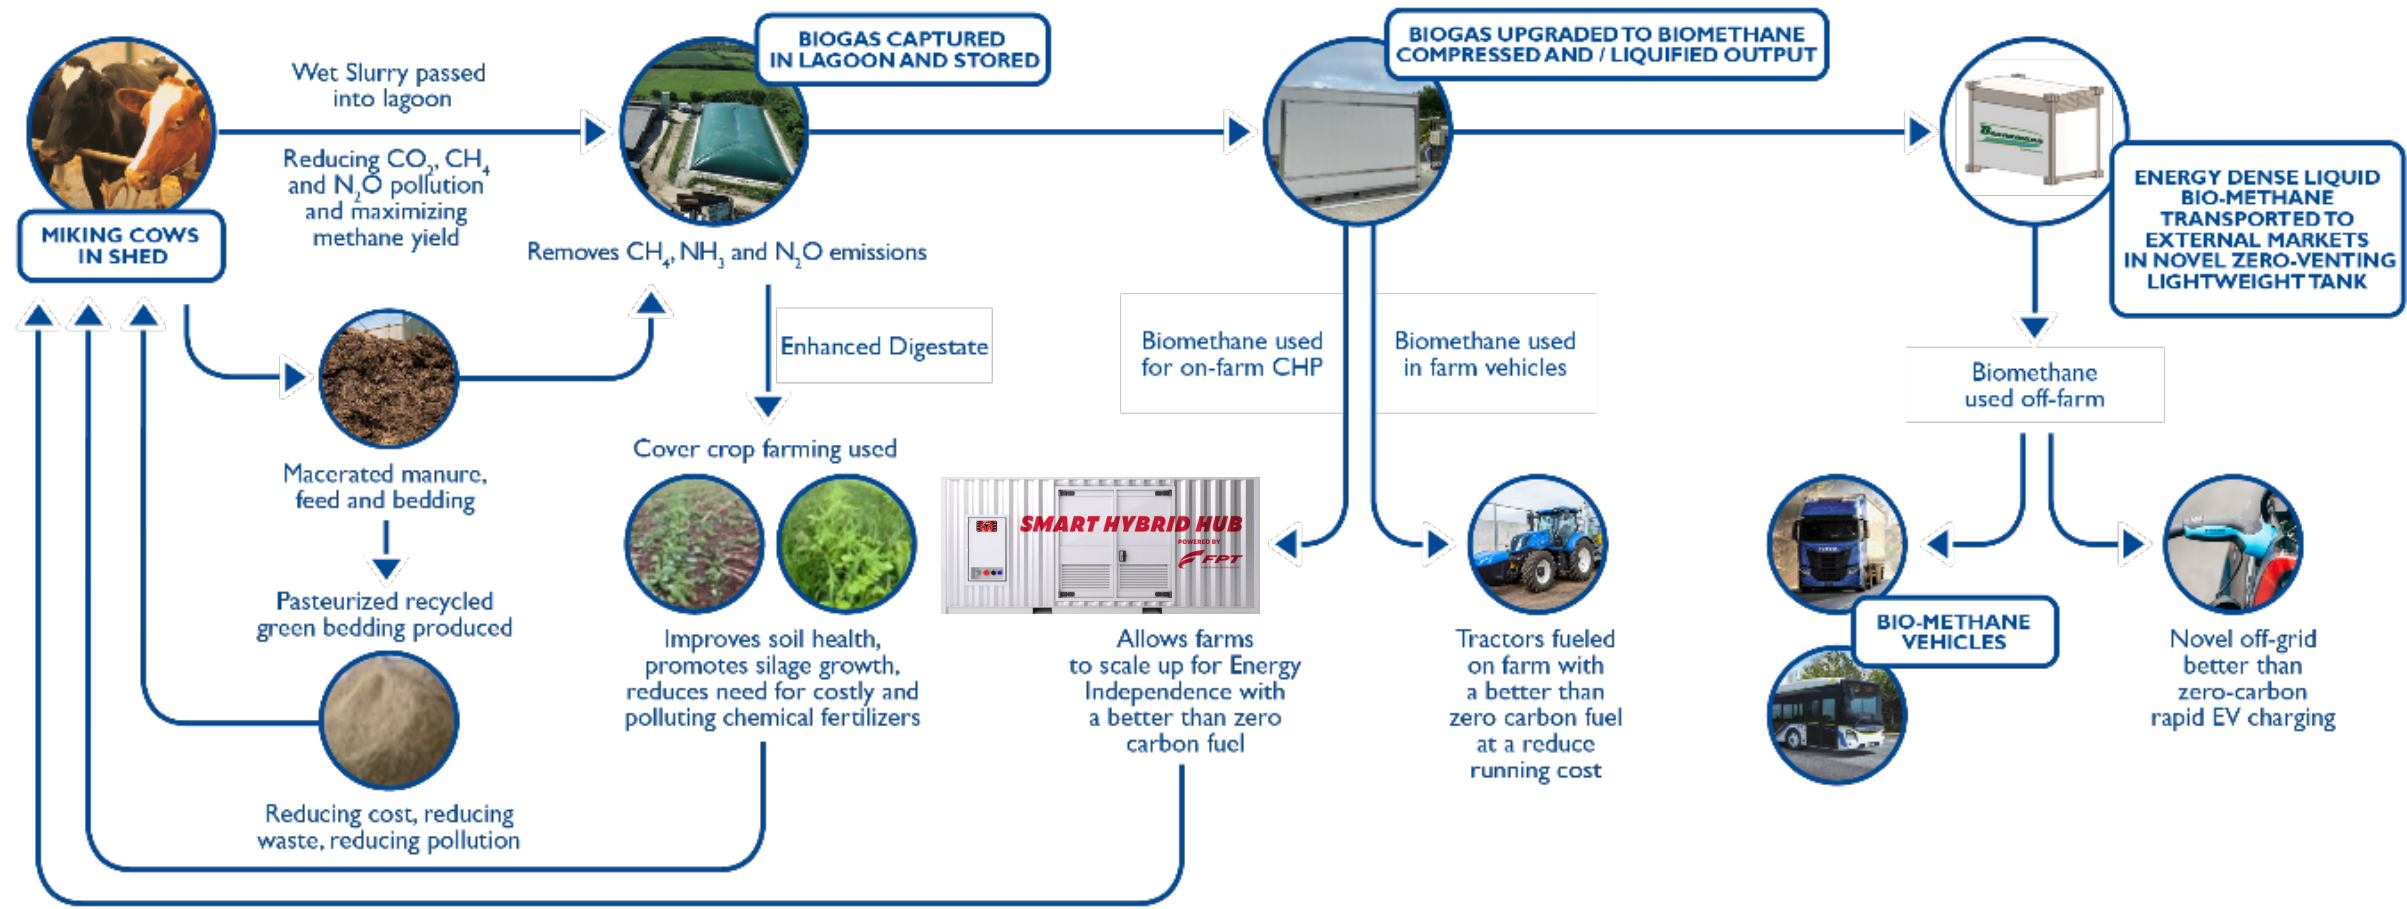 BIOGAS CAPTURED
IN LAGOON AND STORED
BIOGAS UPGRADED TO BIOMETHANE
COMPRESSED AND / LIQUIFIED OUTPUT
Wet Slurry passed
into lagoon
Reducing CO₂, CH₄
and N₂O pollution
and maximizing
methane yield
MIKING COWS
IN SHED
Removes CH₄, NH₃ and N₂O emissions
ENERGY DENSE LIQUID
BIO-METHANE
TRANSPORTED TO
EXTERNAL MARKETS
IN NOVEL ZERO-VENTING
LIGHTWEIGHT TANK
Enhanced Digestate
Biomethane used
for on-farm CHP
Biomethane used
in farm vehicles
Biomethane
used off-farm
Macerated manure,
feed and bedding
Cover crop farming used
SMART HYBRID HUB
POWERED BY
FPT
Pasteurized recycled
green bedding produced
Improves soil health,
promotes silage growth,
reduces need for costly and
polluting chemical fertilizers
Allows farms
to scale up for Energy
Independence with
a better than zero
carbon fuel
Tractors fueled
on farm with
a better than
zero carbon fuel
at a reduce
running cost
BIO-METHANE
VEHICLES
Novel off-grid
better than
zero-carbon
rapid EV charging
Reducing cost, reducing
waste, reducing pollution